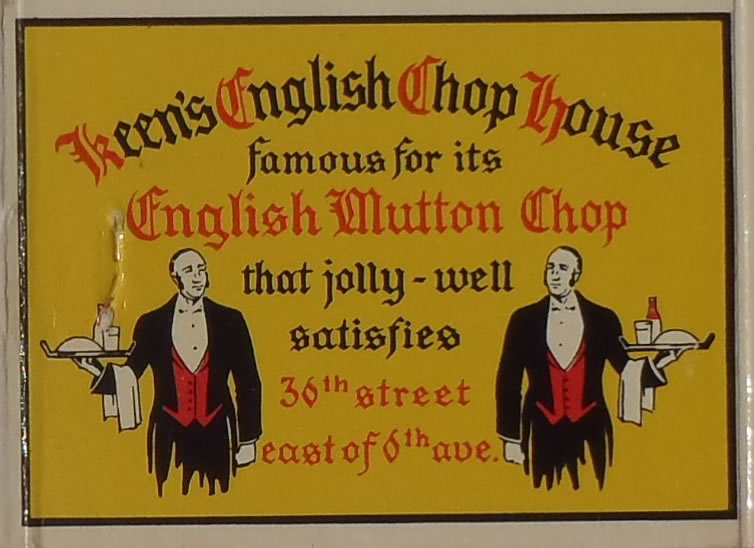 Keen's English Chop House
famous for its
English Mutton Chop
that jolly-well
satisfies
36th street
east of 6th ave.